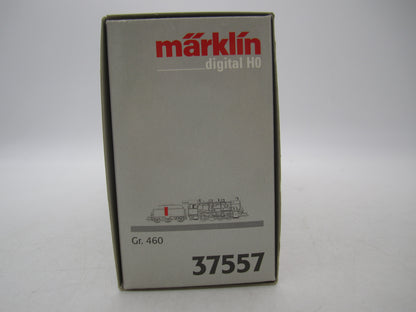 märklin
digital H0
Gr. 460
37557